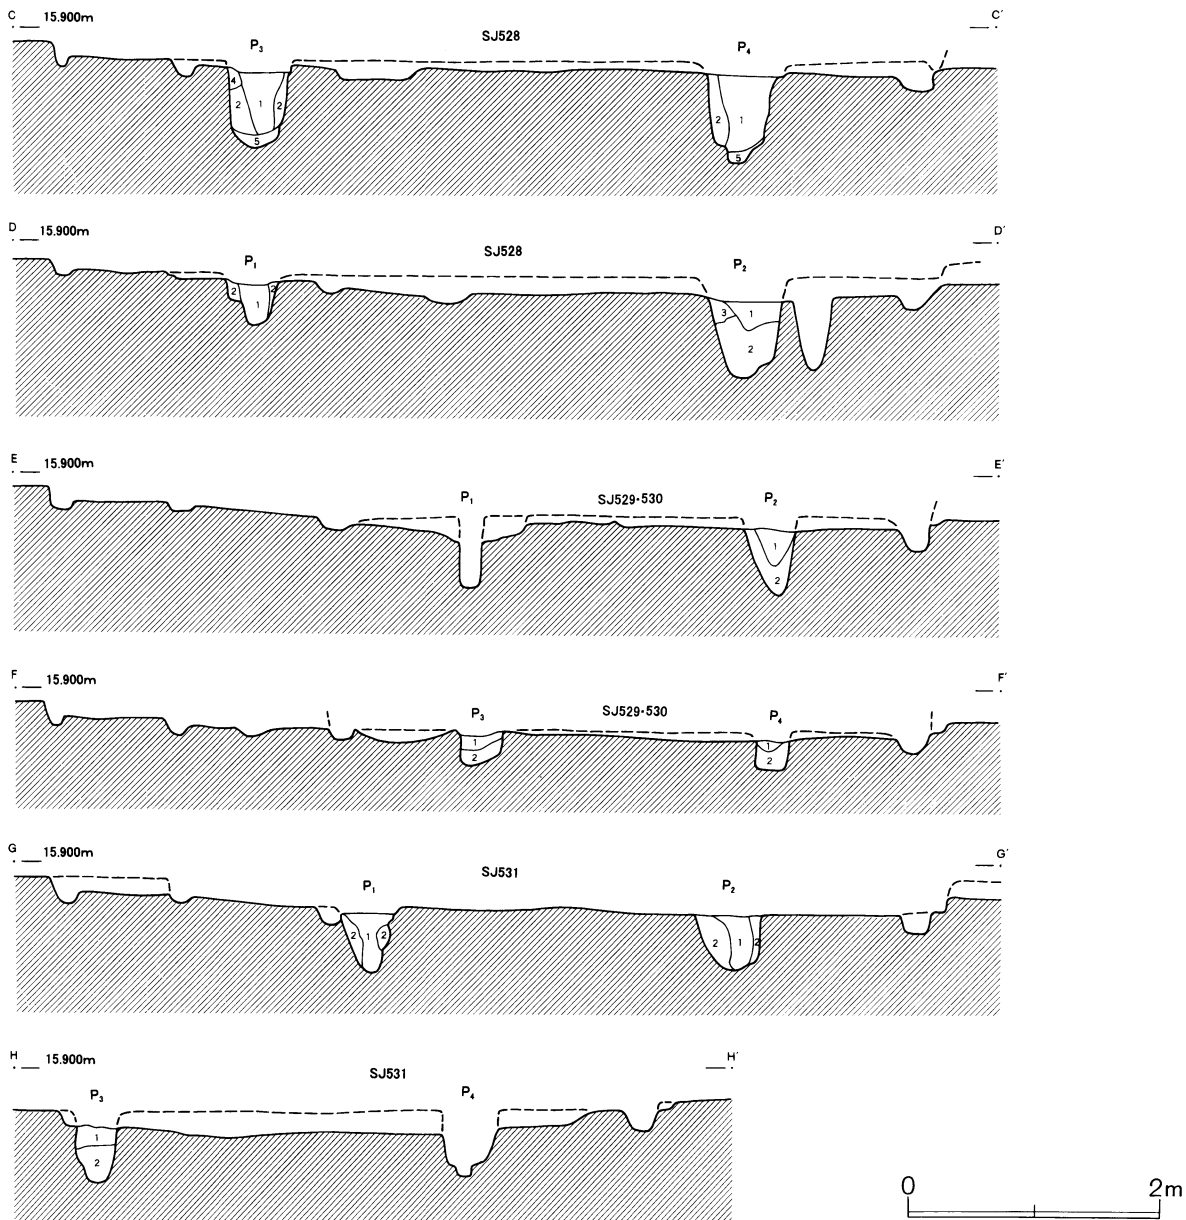 C 15.900m C′
SJ528
P₃ P₄
4 2 1 2 5
2 1 5
D 15.900m D′
SJ528
P₁ P₂
2 1 2
3 1 2
E 15.900m E′
P₁ SJ529·530 P₂
1
2
F 15.900m F′
P₃ SJ529·530 P₄
1 1
2 2
G 15.900m G′
SJ531
P₁ P₂
2 1 2 2 1 2
H 15.900m H′
SJ531
P₃ P₄
1
2
0 2m